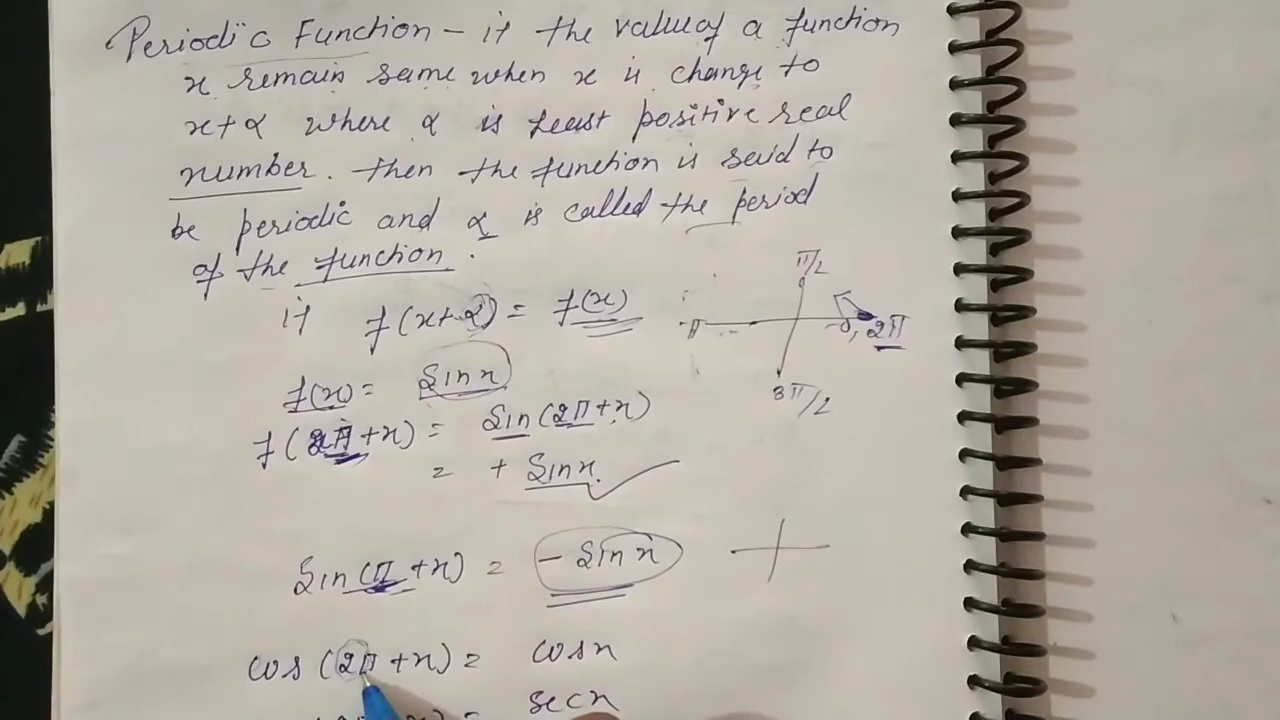 Periodic Function - if the value of a function
x remain same when x is change to
x+α where α is least positive real
number. then the function is said to
be periodic and α is called the period
of the function.
if f(x+α) = f(x)
π/2
π
0, 2π
3π/2
f(x) = Sin x
f(2π+x) = Sin(2π+x)
= + Sin x.
Sin(π+x) = - Sin x
cos(2π+x) = cosx
= secx